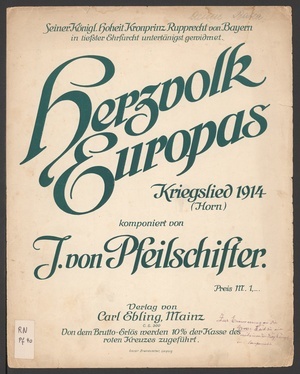 Seiner Königl. Hoheit Kronprinz Rupprecht von Bayern
in tiefster Ehrfurcht untertänigst gewidmet.
Herzvolk
Europas
Kriegslied 1914
(Horn)
komponiert von
J. von Pfeilschifter.
Preis M. 1,—
Verlag von
Carl Ebling, Mainz
Von dem Brutto-Erlös werden 10% der Kasse des
roten Kreuzes zugeführt.
RN